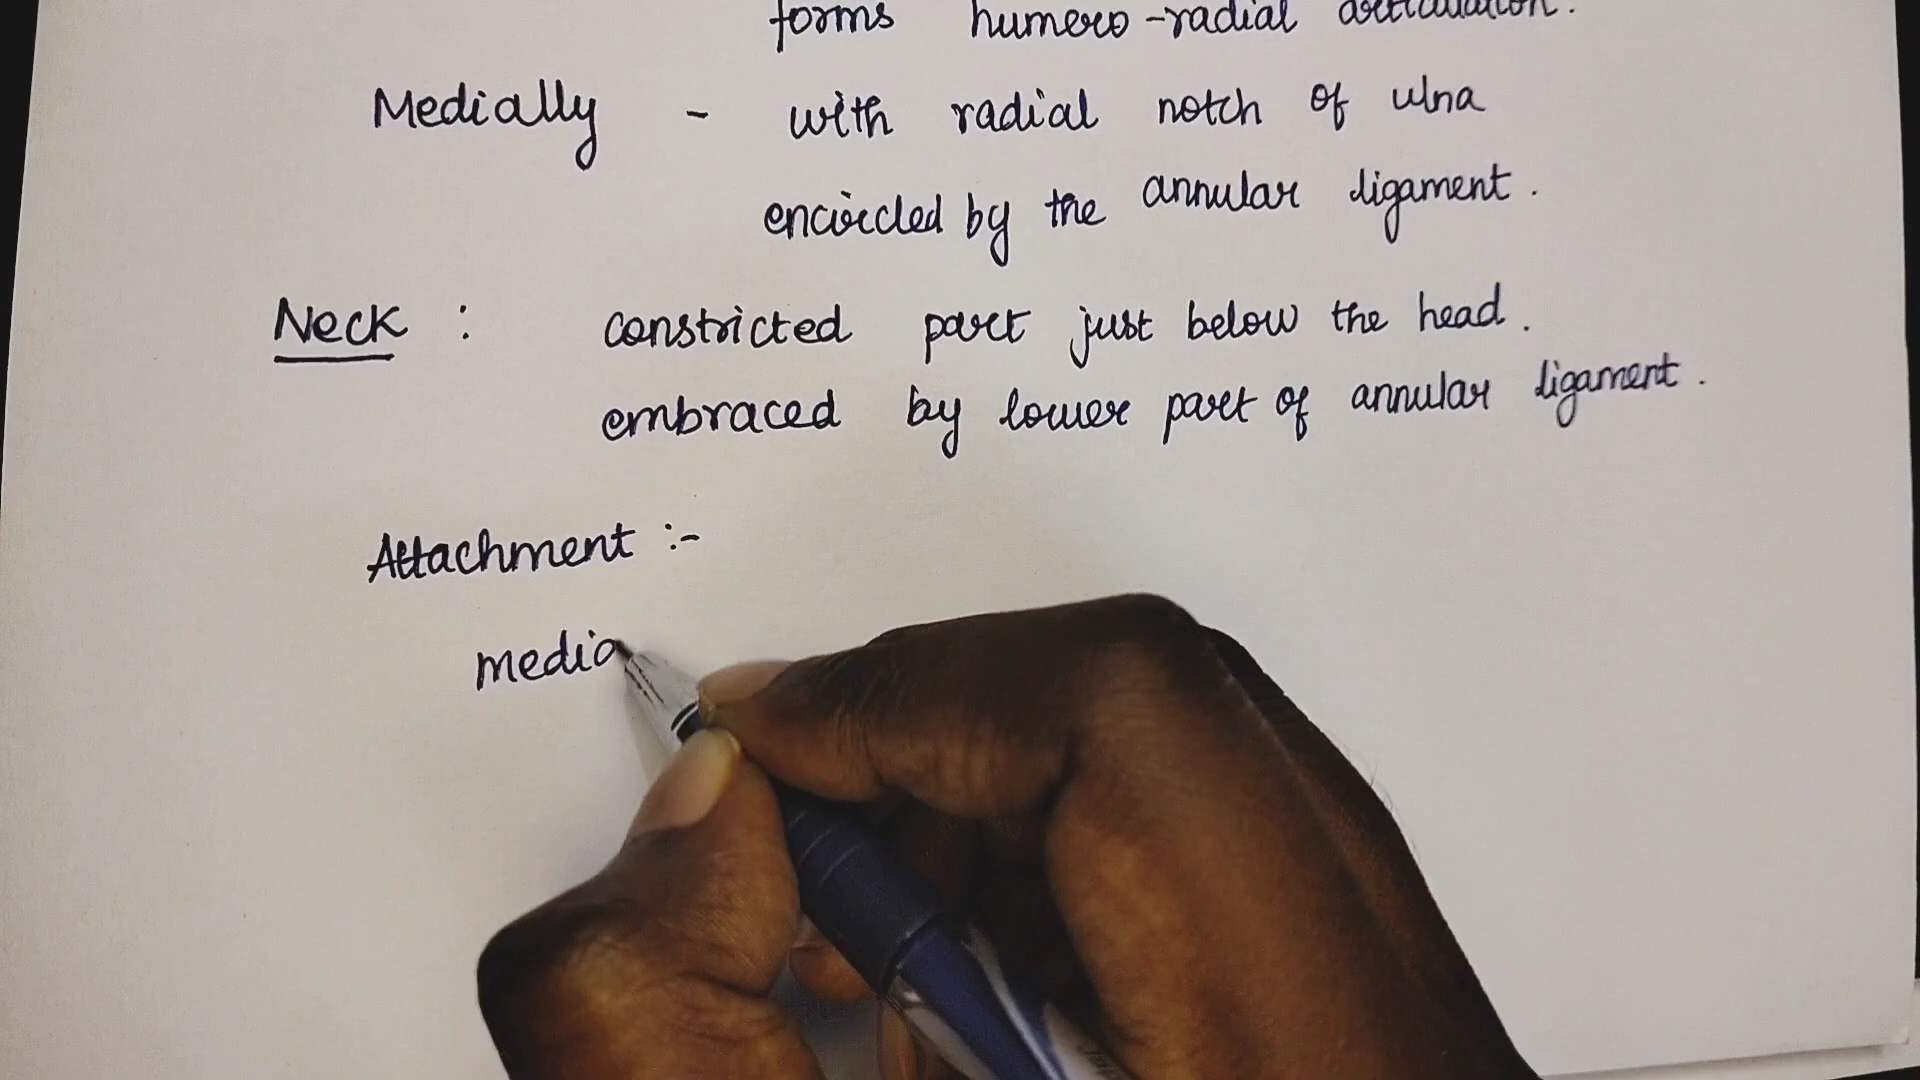 forms humero-radial articulation.
Medially - with radial notch of ulna
encircled by the annular ligament.
Neck : constricted part just below the head.
embraced by lower part of annular ligament.
Attachment :-
media